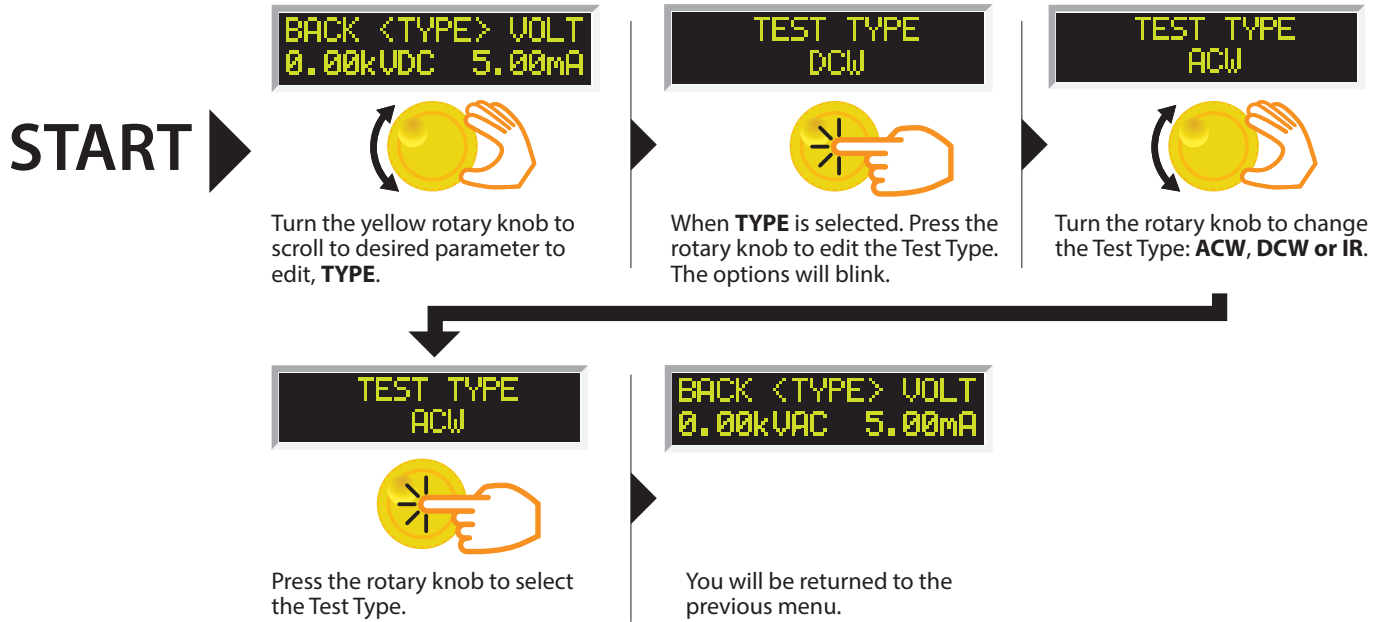 START
BACK <TYPE> VOLT
0.00kVDC 5.00mA
Turn the yellow rotary knob to
scroll to desired parameter to
edit, TYPE.
TEST TYPE
DCW
When TYPE is selected. Press the
rotary knob to edit the Test Type.
The options will blink.
TEST TYPE
ACW
Turn the rotary knob to change
the Test Type: ACW, DCW or IR.
TEST TYPE
ACW
Press the rotary knob to select
the Test Type.
BACK <TYPE> VOLT
0.00kVAC 5.00mA
You will be returned to the
previous menu.